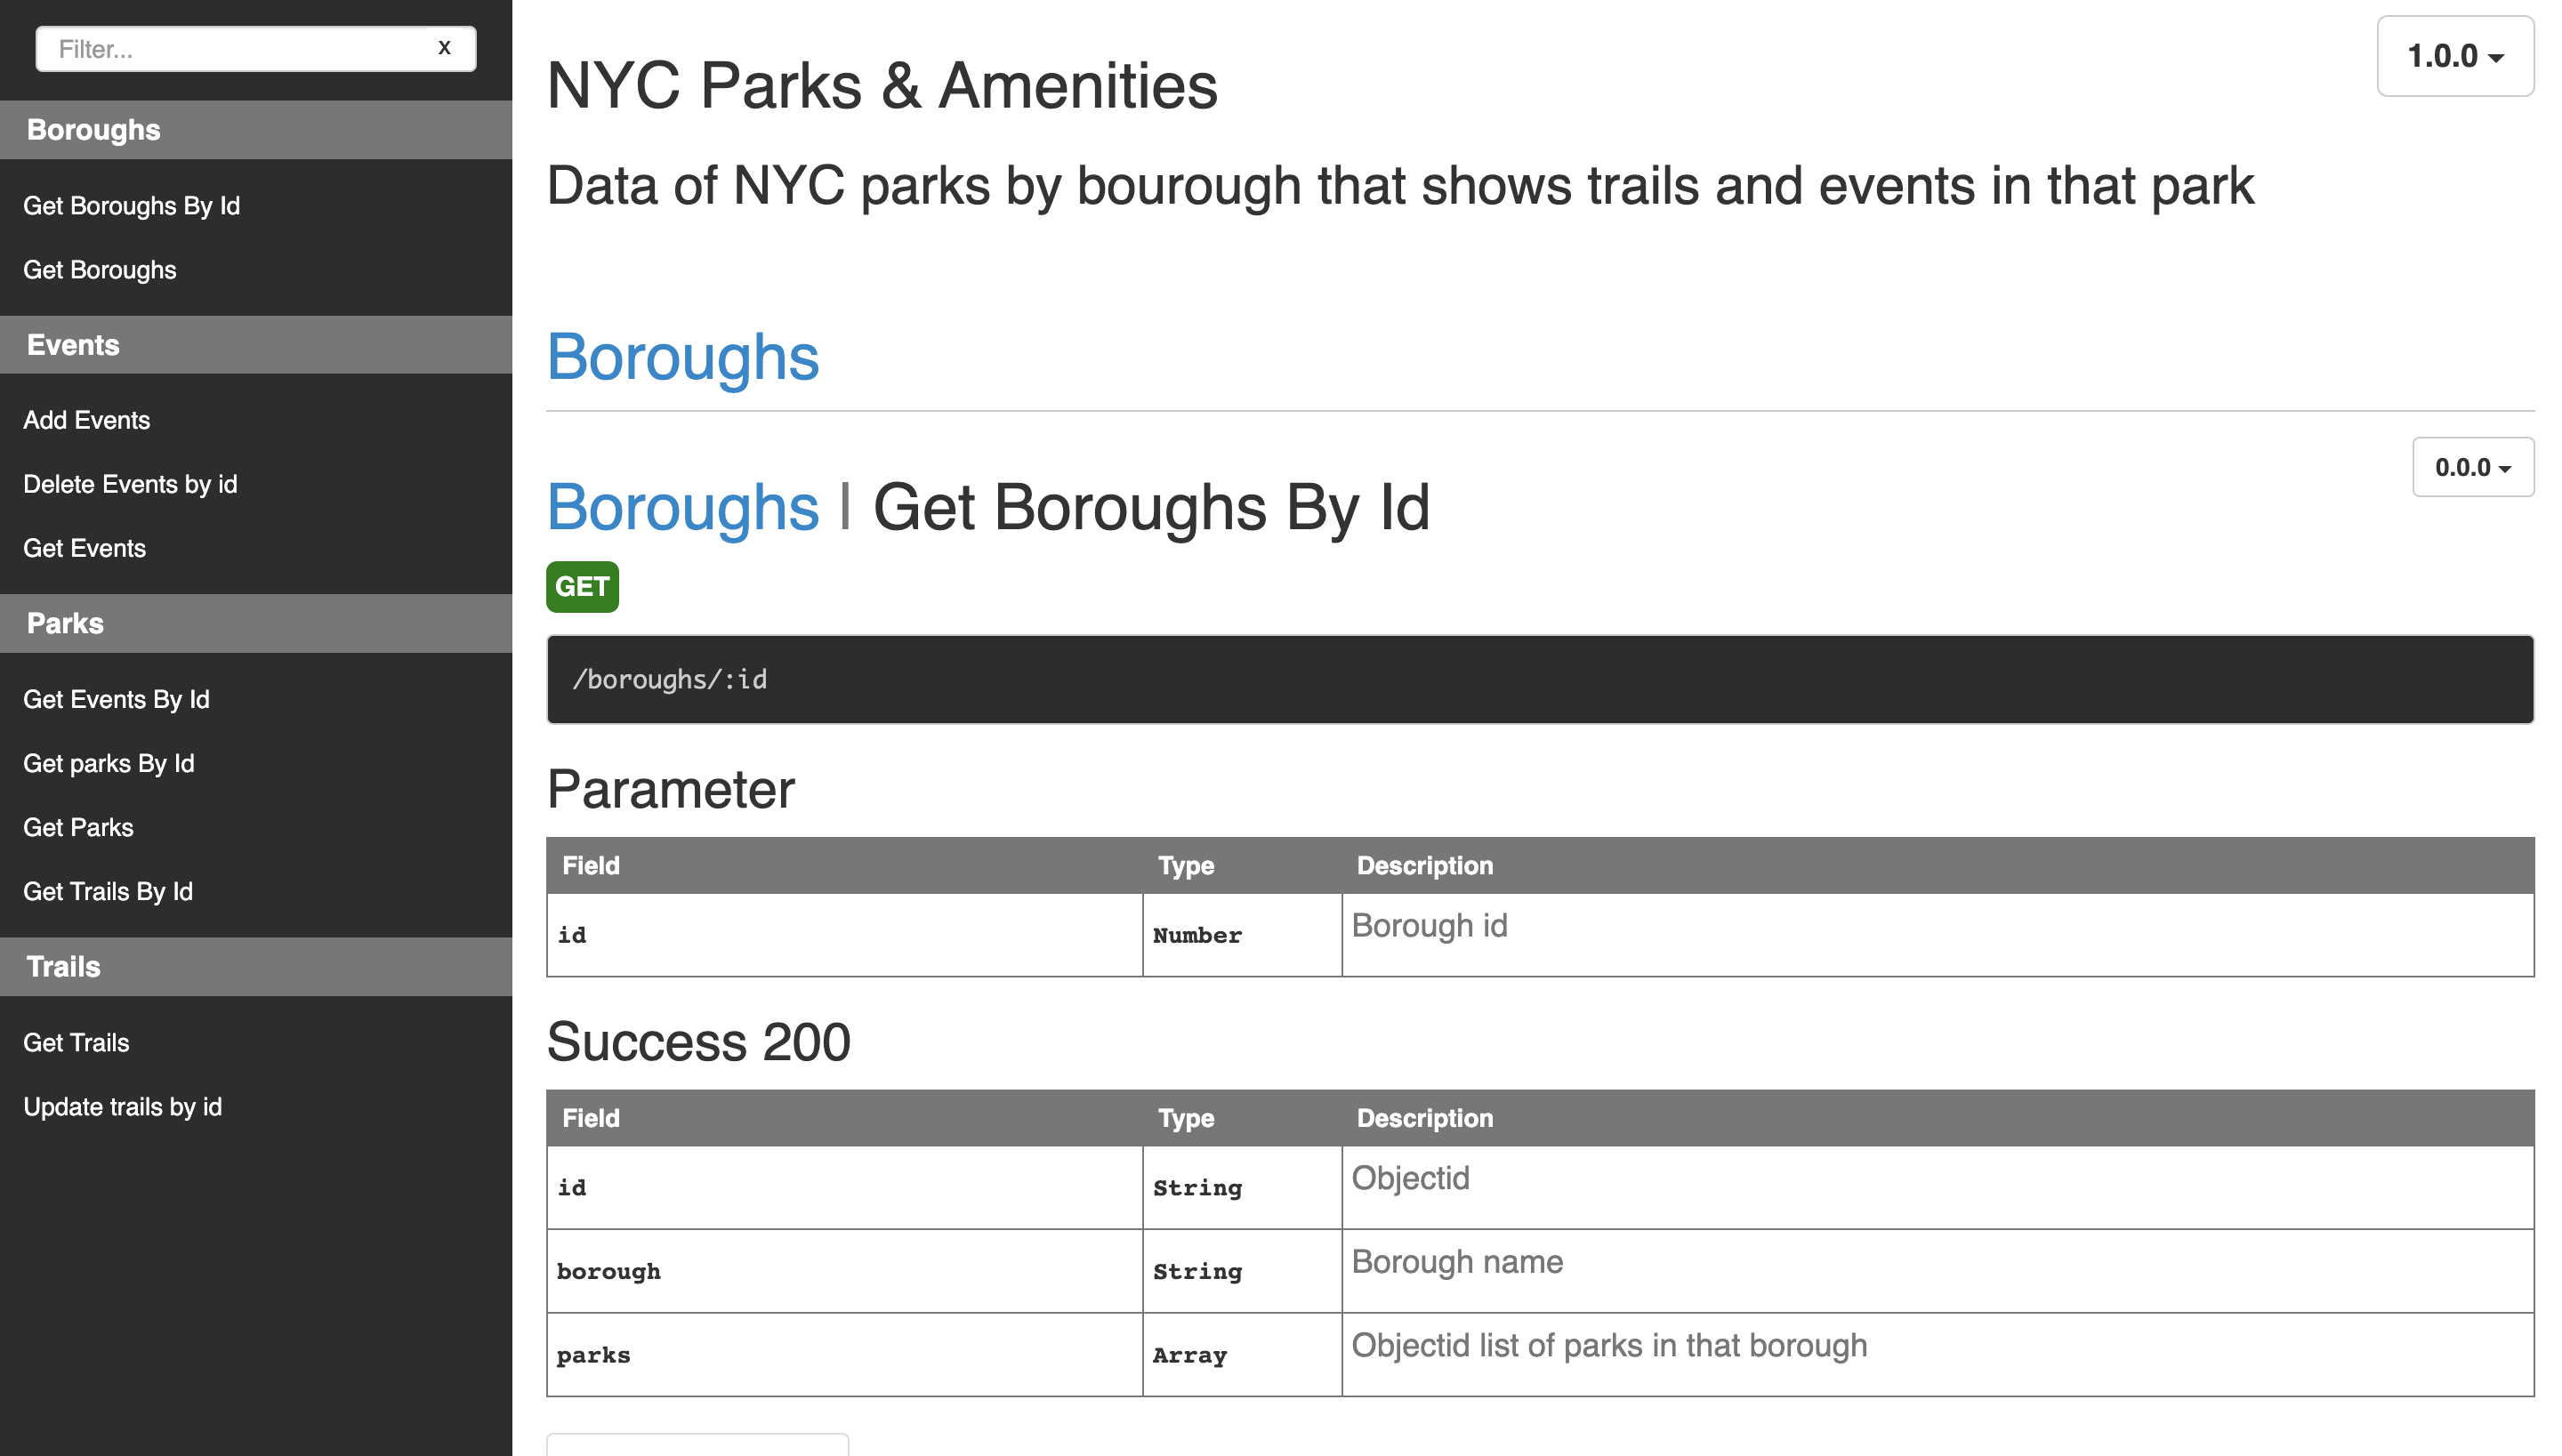 Filter... x
Boroughs
Get Boroughs By Id
Get Boroughs
Events
Add Events
Delete Events by id
Get Events
Parks
Get Events By Id
Get parks By Id
Get Parks
Get Trails By Id
Trails
Get Trails
Update trails by id
NYC Parks & Amenities
1.0.0
Data of NYC parks by bourough that shows trails and events in that park
Boroughs
0.0.0
Boroughs | Get Boroughs By Id
GET
/boroughs/:id
Parameter
Field Type Description
id Number Borough id
Success 200
Field Type Description
id String Objectid
borough String Borough name
parks Array Objectid list of parks in that borough